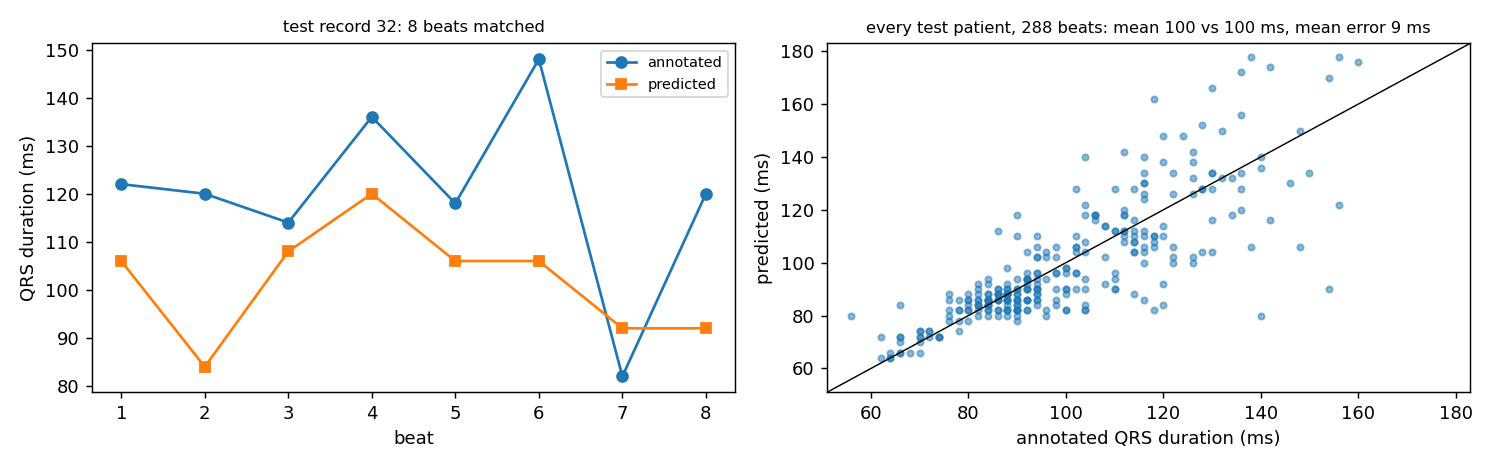 test record 32: 8 beats matched
150
140
130
120
110
100
90
80
QRS duration (ms)
1 2 3 4 5 6 7 8
beat
annotated
predicted
every test patient, 288 beats: mean 100 vs 100 ms, mean error 9 ms
180
160
140
120
100
80
60
predicted (ms)
60 80 100 120 140 160 180
annotated QRS duration (ms)